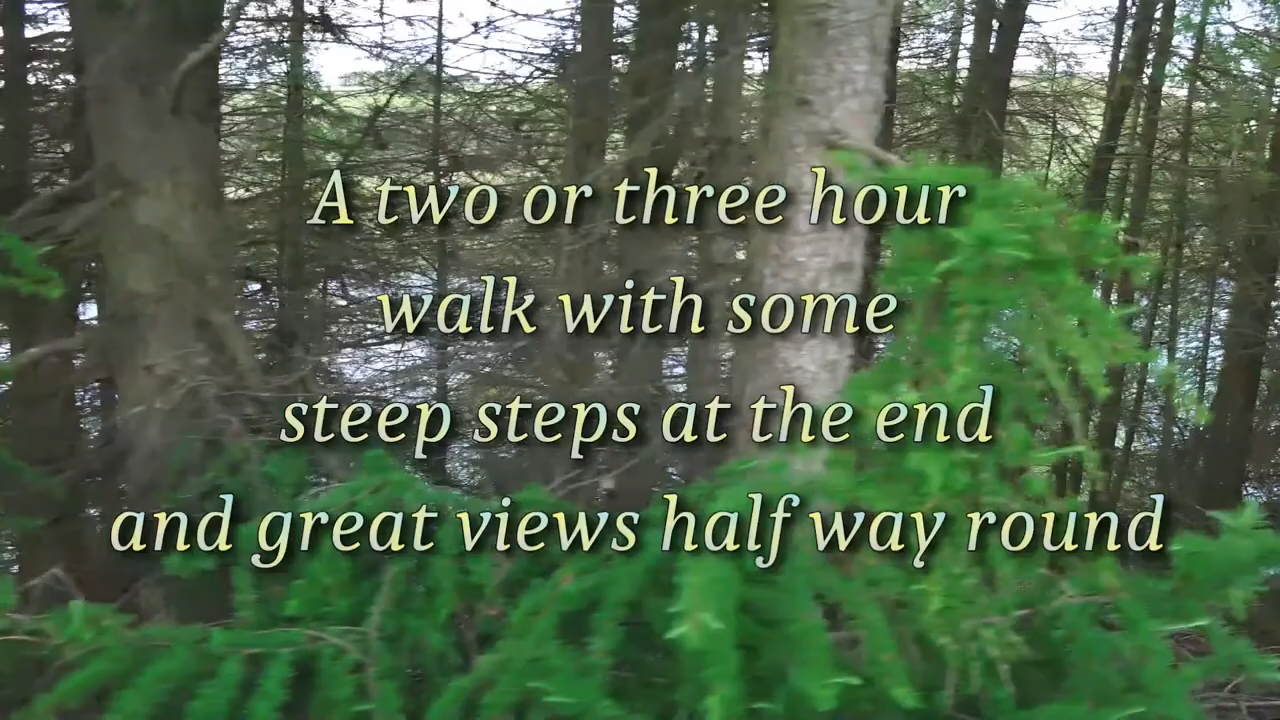 A two or three hour
walk with some
steep steps at the end
and great views half way round